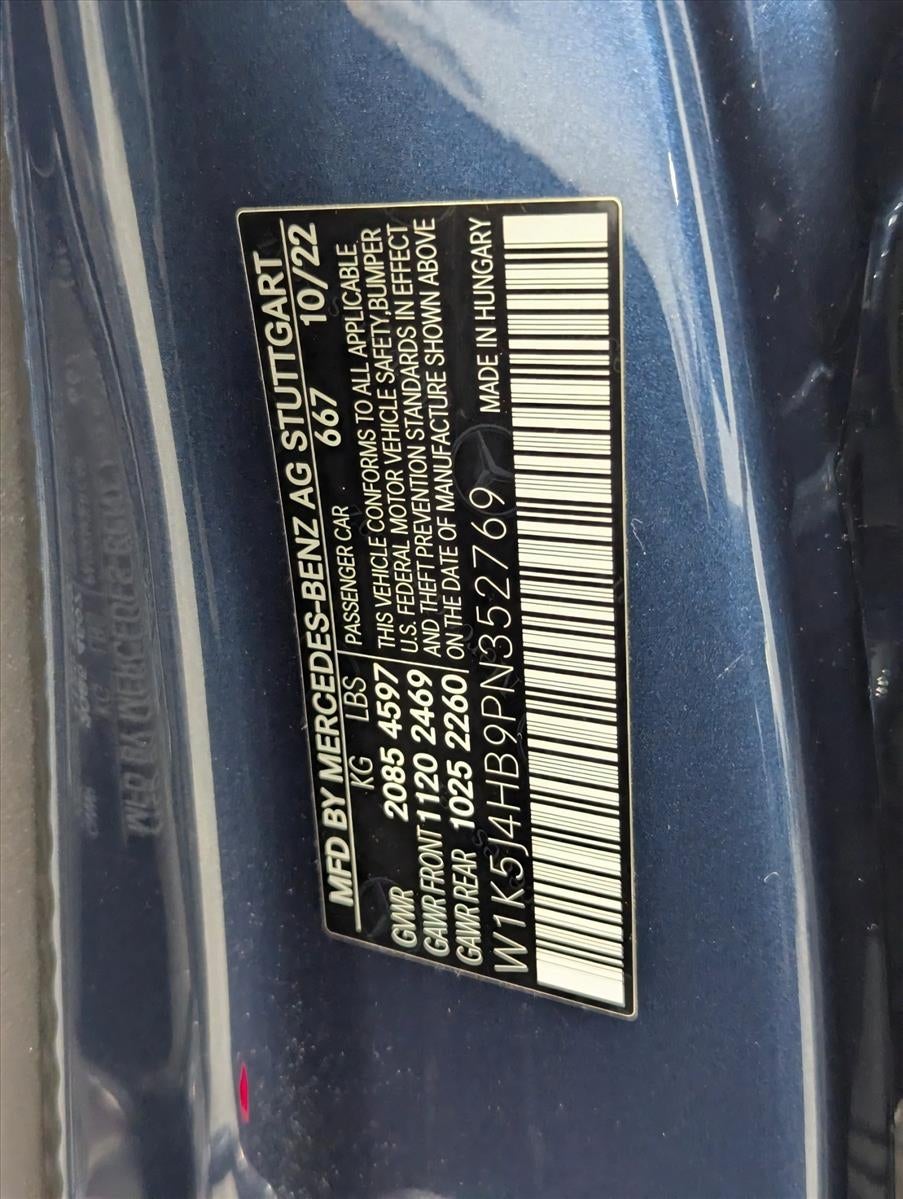 MFD BY MERCEDES-BENZ AG STUTTGART
KG LBS PASSENGER CAR 667 10/22
GVWR 2085 4597 THIS VEHICLE CONFORMS TO ALL APPLICABLE
GAWR FRONT 1120 2469 U.S. FEDERAL MOTOR VEHICLE SAFETY,BUMPER
GAWR REAR 1025 2260 AND THEFT PREVENTION STANDARDS IN EFFECT
ON THE DATE OF MANUFACTURE SHOWN ABOVE
W1K5J4HB9PN352769 MADE IN HUNGARY